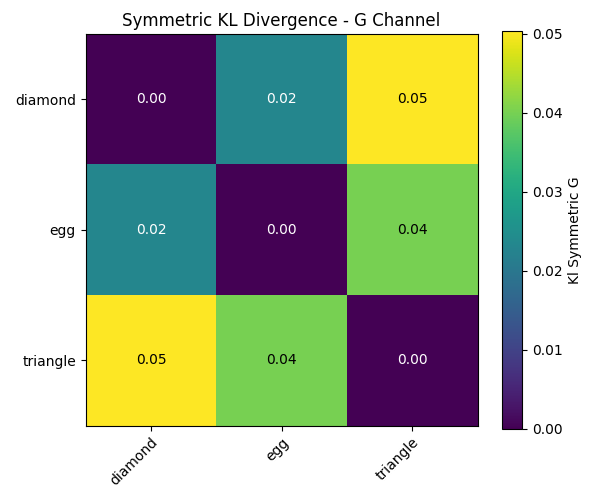 Symmetric KL Divergence - G Channel
diamond
0.00 0.02 0.05
egg
0.02 0.00 0.04
triangle
0.05 0.04 0.00
diamond egg triangle
0.05
0.04
0.03
0.02
0.01
0.00
Kl Symmetric G